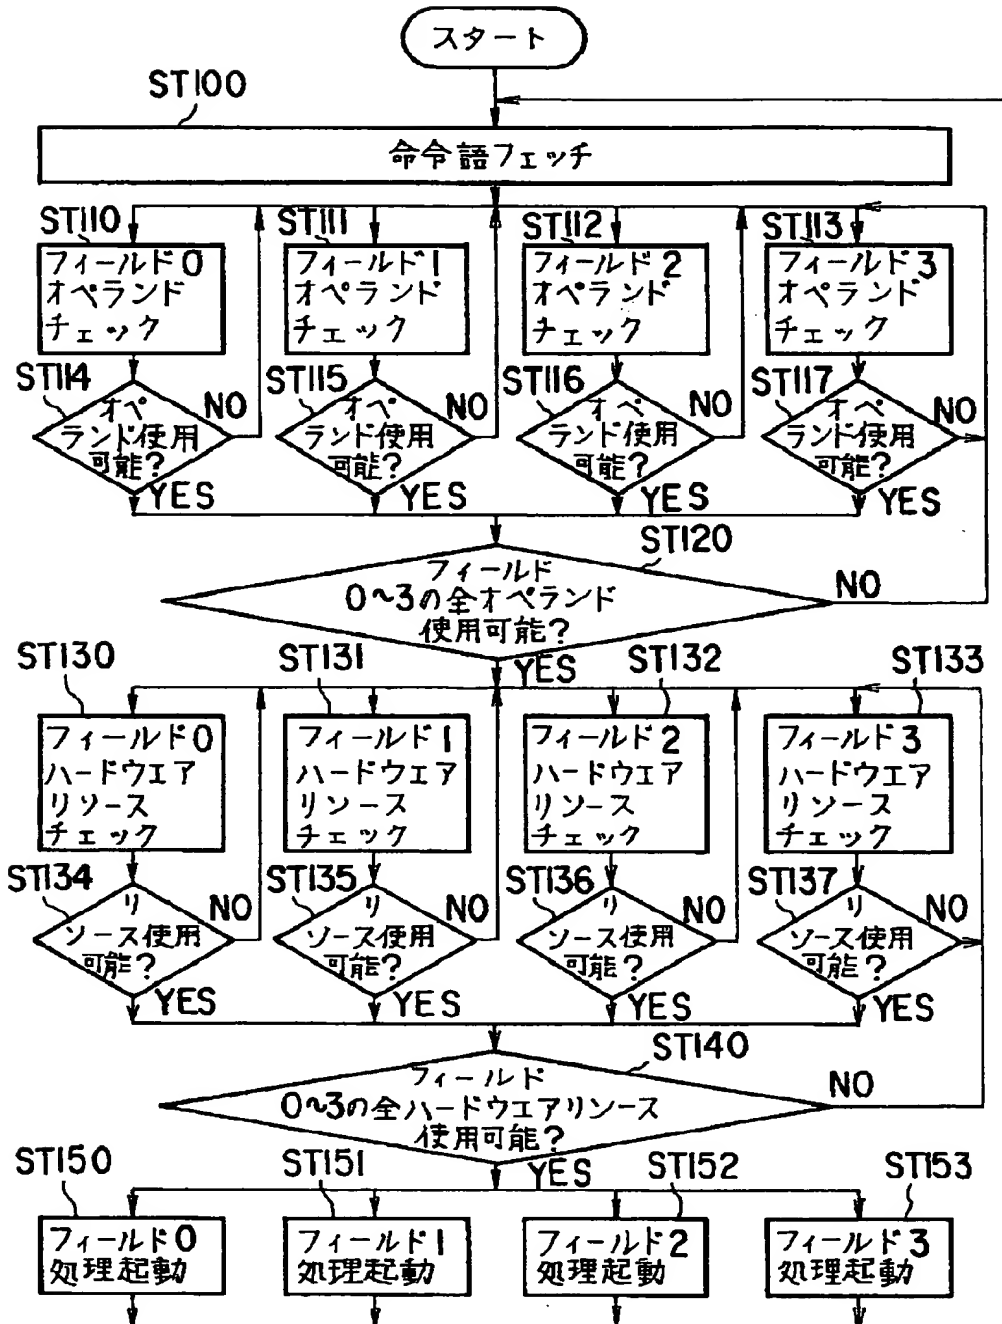 スタート
ST100
命令語フェッチ
ST110
ST111
ST112
ST113
フィールド0
オペランド
チェック
フィールド1
オペランド
チェック
フィールド2
オペランド
チェック
フィールド3
オペランド
チェック
ST114
オペ
ランド使用
可能?
NO
YES
ST115
オペ
ランド使用
可能?
NO
YES
ST116
オペ
ランド使用
可能?
NO
YES
ST117
オペ
ランド使用
可能?
NO
YES
ST120
フィールド
0~3の全オペランド
使用可能?
NO
YES
ST130
ST131
ST132
ST133
フィールド0
ハードウエア
リソース
チェック
フィールド1
ハードウエア
リンース
チェック
フィールド2
ハードウエア
リンース
チェック
フィールド3
ハードウエア
リンース
チェック
ST134
リ
ソース使用
可能?
NO
YES
ST135
リ
ソース使用
可能?
NO
YES
ST136
リ
ソース使用
可能?
NO
YES
ST137
リ
ソース使用
可能?
NO
YES
ST140
フィールド
0~3の全ハードウエアリンース
使用可能?
NO
YES
ST150
ST151
ST152
ST153
フィールド0
処理起動
フィールド1
処理起動
フィールド2
処理起動
フィールド3
処理起動